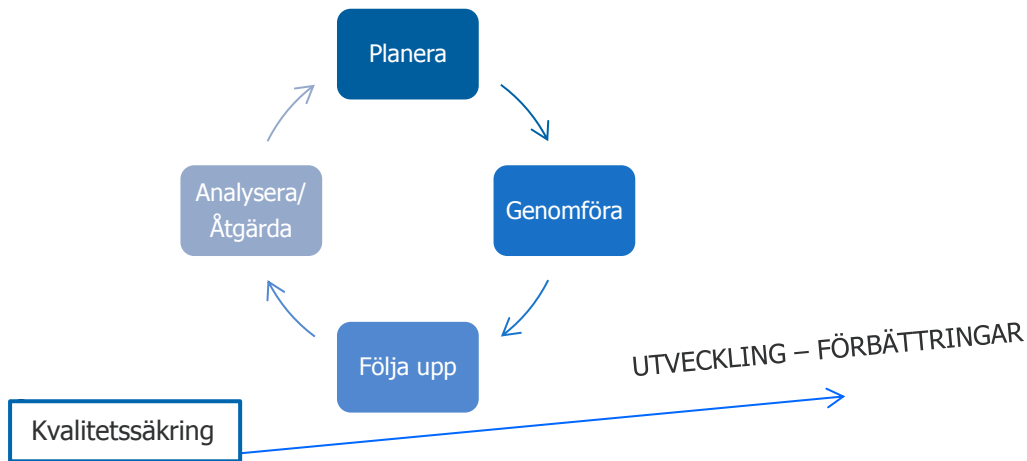 Planera
Analysera/
Åtgärda
Genomföra
Följa upp
UTVECKLING – FÖRBÄTTRINGAR
Kvalitetssäkring